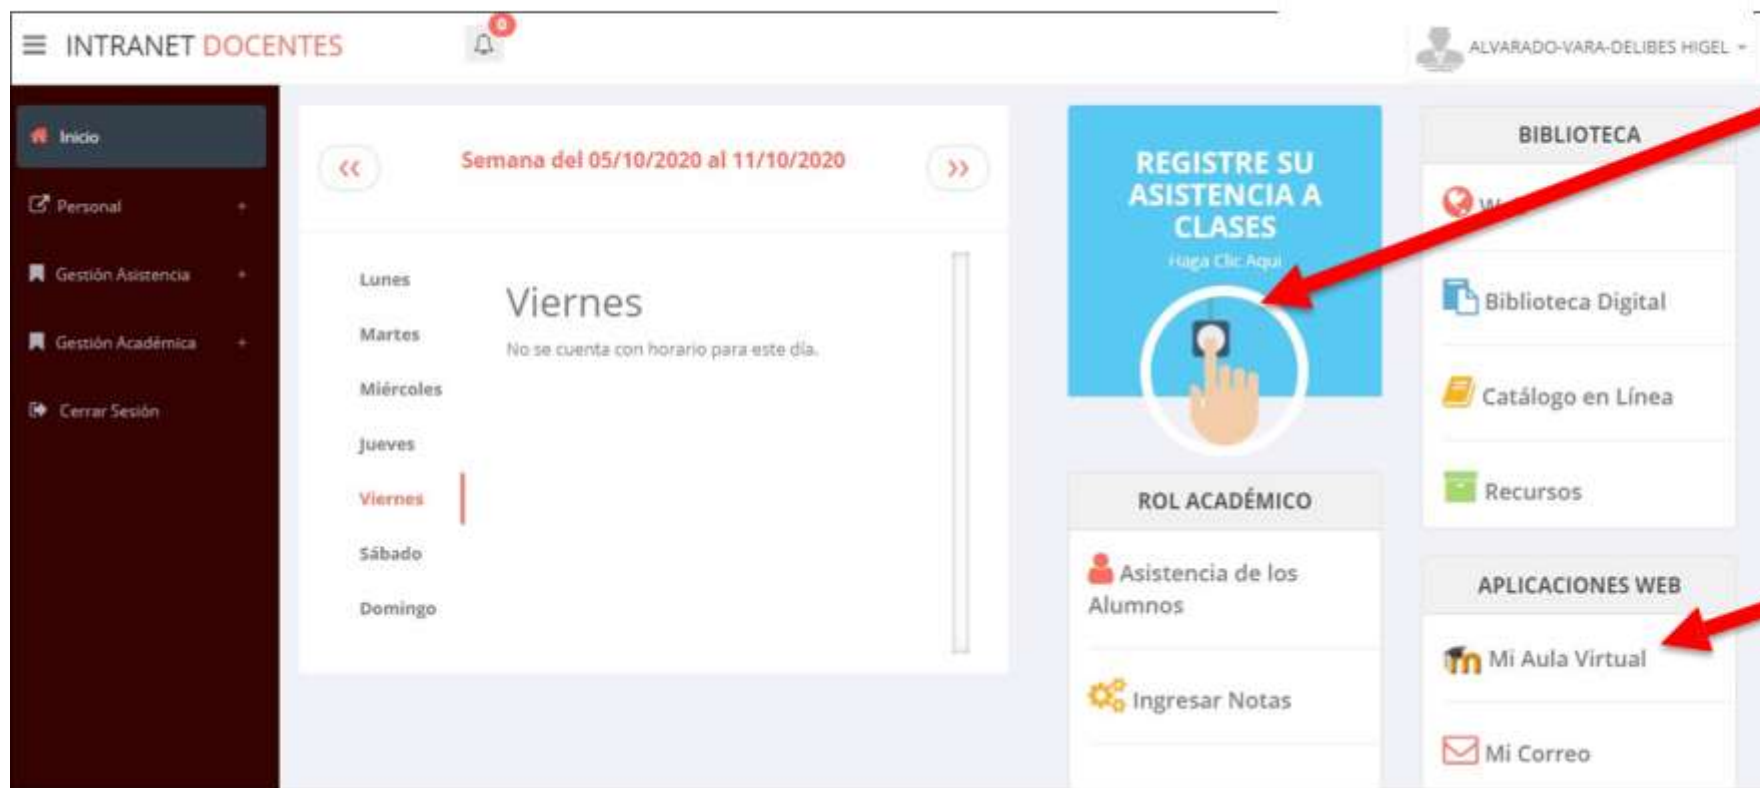 INTRANET DOCENTES
0
ALVARADO-VARA-DELIBES HIGEL
Inicio
Personal +
Gestión Asistencia +
Gestión Académica +
Cerrar Sesión
«
Semana del 05/10/2020 al 11/10/2020
»
Lunes
Martes
Miércoles
Jueves
Viernes
Sábado
Domingo
Viernes
No se cuenta con horario para este día.
REGISTRE SU
ASISTENCIA A
CLASES
Haga Clic Aqui
ROL ACADÉMICO
Asistencia de los
Alumnos
Ingresar Notas
BIBLIOTECA
Biblioteca Digital
Catálogo en Línea
Recursos
APLICACIONES WEB
Mi Aula Virtual
Mi Correo